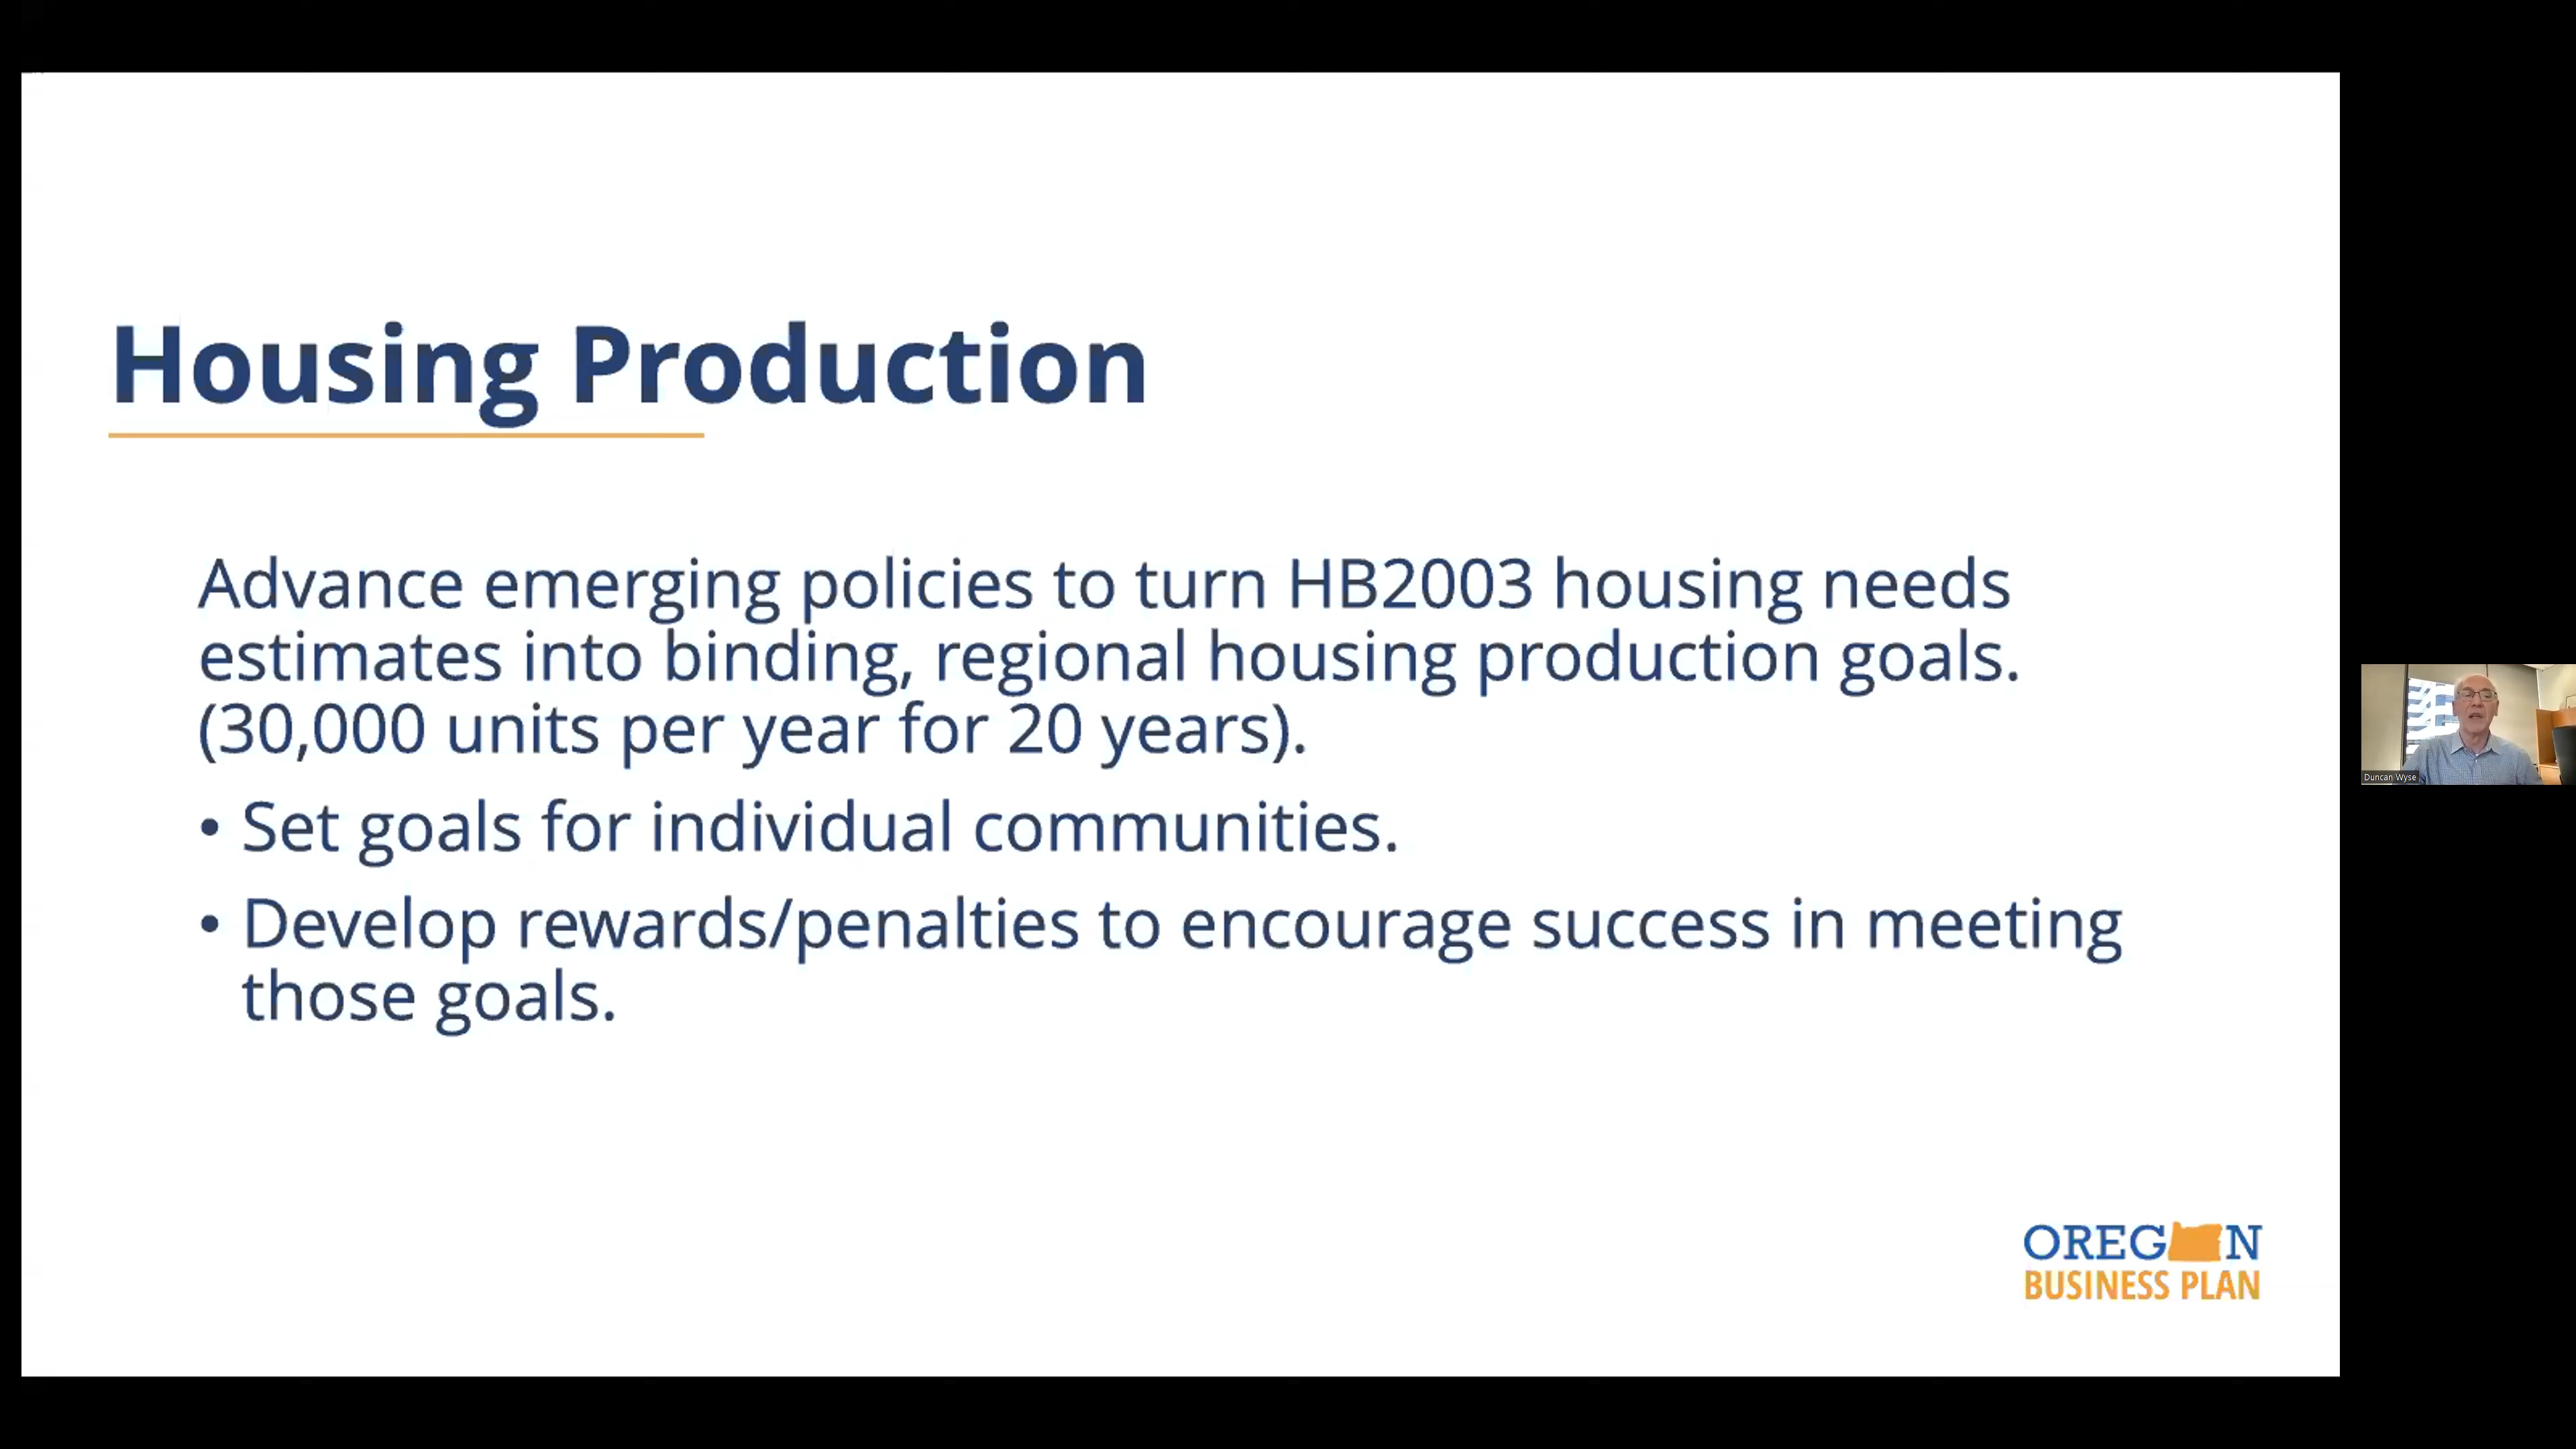 Housing Production
Advance emerging policies to turn HB2003 housing needs
estimates into binding, regional housing production goals.
(30,000 units per year for 20 years).
• Set goals for individual communities.
• Develop rewards/penalties to encourage success in meeting
those goals.
Duncan Wyse
OREGON
BUSINESS PLAN